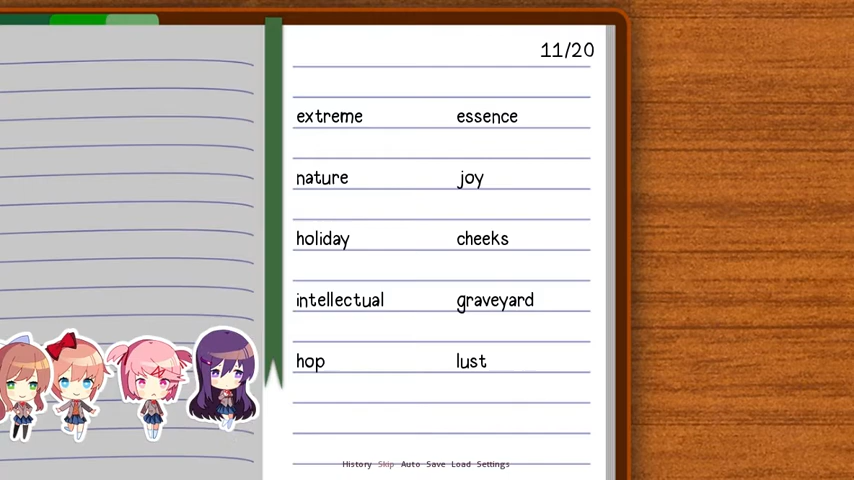 11/20
extreme essence
nature joy
holiday cheeks
intellectual graveyard
hop lust
History Skip Auto Save Load Settings